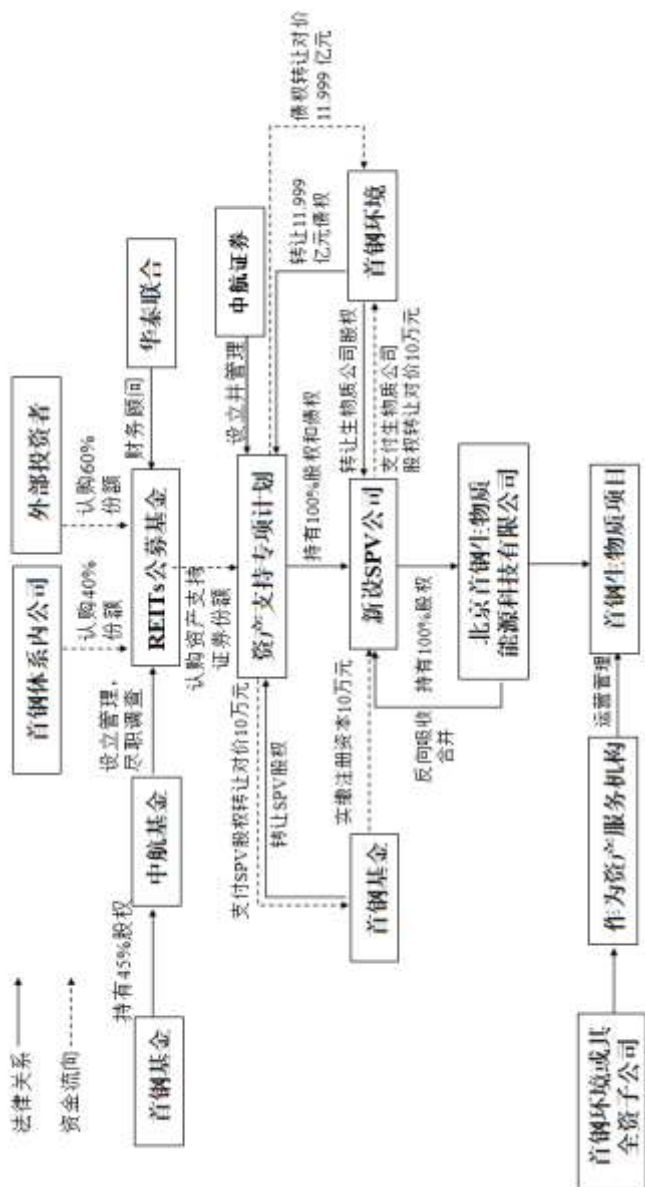 法律关系
资金流向
首钢体系内公司
外部投资者
认购40%
份额
认购60%
份额
首钢基金
持有45%股权
中航基金
设立管理,
尽职调查
REITs公募基金
财务顾问
华泰联合
认购资产支持
证券份额
支付SPV股权转让对价10万元
转让SPV股权
资产支持专项计划
设立并管理
中航证券
债权转让对价
11.999 亿元
转让11.999
亿元债权
持有100%股权和债权
首钢基金
实缴注册资本10万元
新设SPV公司
转让生物质公司股权
支付生物质公司
股权转让对价10万元
首钢环境
反向吸收
合并
持有100%股权
北京首钢生物质
能源科技有限公司
首钢环境或其
全资子公司
作为资产服务机构
运营管理
首钢生物质项目